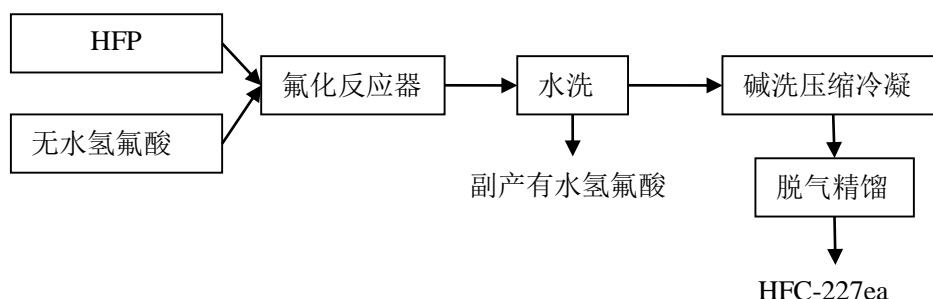 HFP
无水氢氟酸
氟化反应器
水洗
碱洗压缩冷凝
副产有水氢氟酸
脱气精馏
HFC-227ea